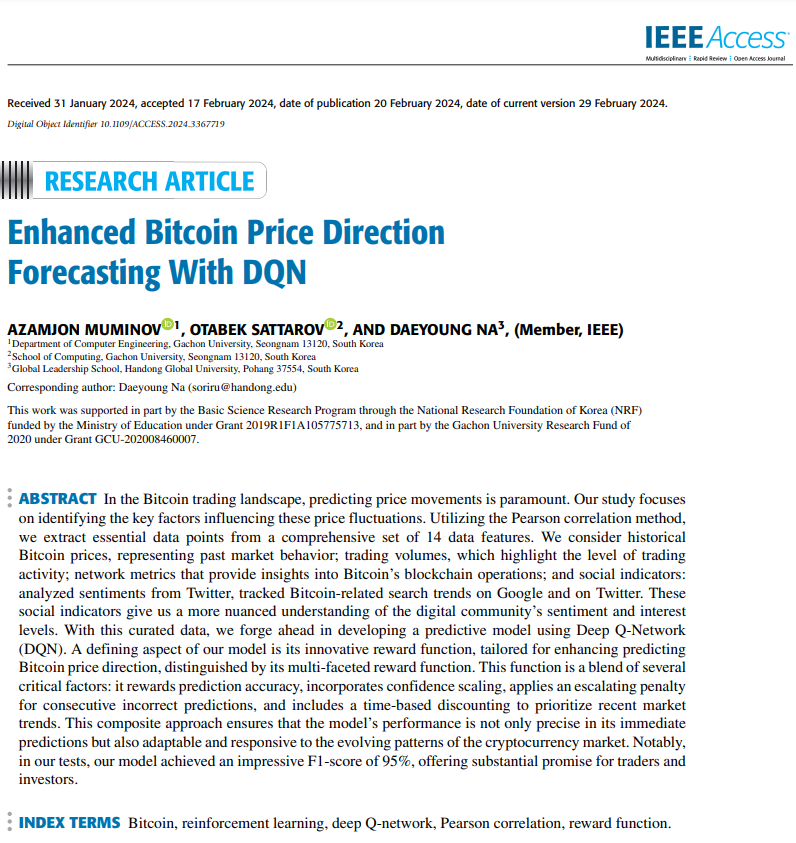 IEEE Access
Multidisciplinary | Rapid Review | Open Access Journal
Received 31 January 2024, accepted 17 February 2024, date of publication 20 February 2024, date of current version 29 February 2024.
Digital Object Identifier 10.1109/ACCESS.2024.3367719
RESEARCH ARTICLE
Enhanced Bitcoin Price Direction
Forecasting With DQN
AZAMJON MUMINOV iD 1, OTABEK SATTAROV iD 2, AND DAEYOUNG NA3, (Member, IEEE)
1Department of Computer Engineering, Gachon University, Seongnam 13120, South Korea
2School of Computing, Gachon University, Seongnam 13120, South Korea
3Global Leadership School, Handong Global University, Pohang 37554, South Korea
Corresponding author: Daeyoung Na (soriru@handong.edu)
This work was supported in part by the Basic Science Research Program through the National Research Foundation of Korea (NRF)
funded by the Ministry of Education under Grant 2019R1F1A105775713, and in part by the Gachon University Research Fund of
2020 under Grant GCU-202008460007.
ABSTRACT In the Bitcoin trading landscape, predicting price movements is paramount. Our study focuses
on identifying the key factors influencing these price fluctuations. Utilizing the Pearson correlation method,
we extract essential data points from a comprehensive set of 14 data features. We consider historical
Bitcoin prices, representing past market behavior; trading volumes, which highlight the level of trading
activity; network metrics that provide insights into Bitcoin's blockchain operations; and social indicators:
analyzed sentiments from Twitter, tracked Bitcoin-related search trends on Google and on Twitter. These
social indicators give us a more nuanced understanding of the digital community's sentiment and interest
levels. With this curated data, we forge ahead in developing a predictive model using Deep Q-Network
(DQN). A defining aspect of our model is its innovative reward function, tailored for enhancing predicting
Bitcoin price direction, distinguished by its multi-faceted reward function. This function is a blend of several
critical factors: it rewards prediction accuracy, incorporates confidence scaling, applies an escalating penalty
for consecutive incorrect predictions, and includes a time-based discounting to prioritize recent market
trends. This composite approach ensures that the model's performance is not only precise in its immediate
predictions but also adaptable and responsive to the evolving patterns of the cryptocurrency market. Notably,
in our tests, our model achieved an impressive F1-score of 95%, offering substantial promise for traders and
investors.
INDEX TERMS Bitcoin, reinforcement learning, deep Q-network, Pearson correlation, reward function.